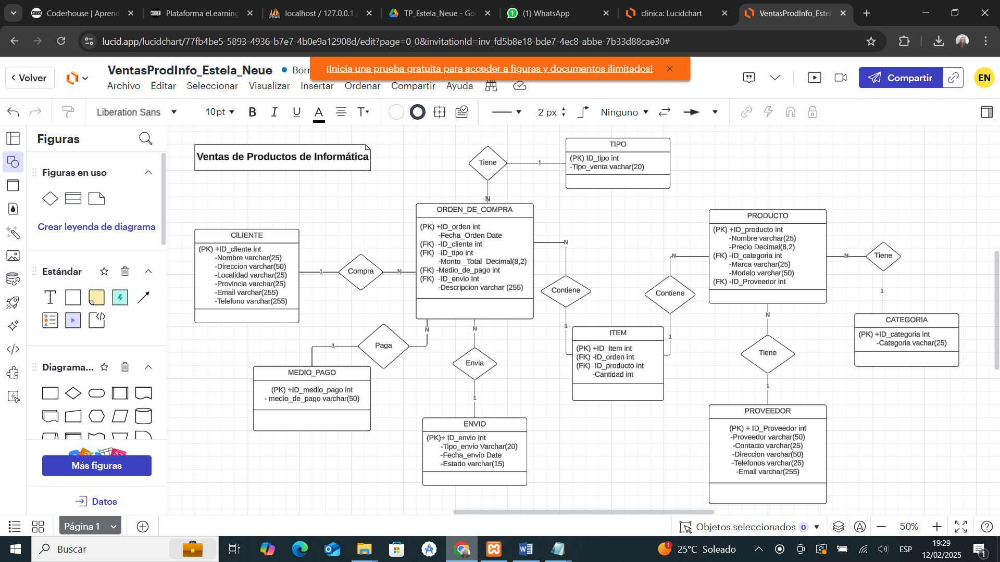 Coderhouse | Aprend
Plataforma eLearning
localhost / 127.0.0.1 /
TP_Estela_Neue - Goo
(1) WhatsApp
clinica: Lucidchart
VentasProdInfo_Estel
lucid.app/lucidchart/77fb4be5-5893-4936-b7e7-4b0e9a12908d/edit?page=0_0&invitationId=inv_fd5b8e18-bde7-4ec8-abbe-7b33d88cae30#
Volver
VentasProdInfo_Estela_Neue
Borr
¡Inicia una prueba gratuita para acceder a figuras y documentos ilimitados!
Archivo Editar Seleccionar Visualizar Insertar Ordenar Compartir Ayuda
Compartir
EN
Liberation Sans
10pt
B I U A T
2 px
Ninguno
Figuras
Figuras en uso
Crear leyenda de diagrama
Estándar
T
Diagrama...
Más figuras
Datos
Ventas de Productos de Informática
Tiene
1
N
TIPO
(PK) ID_tipo int
-Tipo_venta vachar(20)
ClLIENTE
(PK) +ID_cliente int
-Nombre varchar(25)
-Direccion varchar(50)
-Localidad varchar(25)
-Provincia varchar(25)
-Email varchar(255)
-Telefono varchar(255)
1
Compra
N
ORDEN_DE_COMPRA
(PK) +ID_orden int
-Fecha_Orden Date
(FK) -ID_cliente int
(FK) -ID_tipo int
-Monto _Total Decimal(8,2)
(FK) -Medio_de_pago int
(FK) -ID_envio Int
-Descripcion varchar (255)
N
Contiene
1
N
Contiene
1
PRODUCTO
(PK) +ID_producto int
-Nombre varchar(25)
-Precio Decimal(8,2)
(FK) -ID_categoria int
-Marca varchar(25)
-Modelo varchar(50)
(FK) -ID_Proveedor int
N
Tiene
1
CATEGORIA
(PK) +ID_categoria int
-Categoria vachar(25)
N
Paga
1
MEDIO_PAGO
(PK) +ID_medio_pago int
- medio_de_pago varchar(50)
N
Envia
1
ENVIO
(PK)+ ID_envio Int
-Tipo_envio Varchar(20)
-Fecha_envio Date
-Estado varchar(15)
ITEM
(PK) +ID_Item int
(FK) -ID_orden int
(FK) -ID_producto int
-Cantidad int
N
Tiene
1
PROVEEDOR
(PK) + ID_Proveedor int
-Proveedor varchar(50)
-Contacto varchar(25)
-Direccion varchar(50)
-Telefonos varchar(25)
-Email varchar(255)
Página 1
Objetos seleccionados 0
50%
Buscar
1
25°C Soleado
ESP
19:29
12/02/2025
1